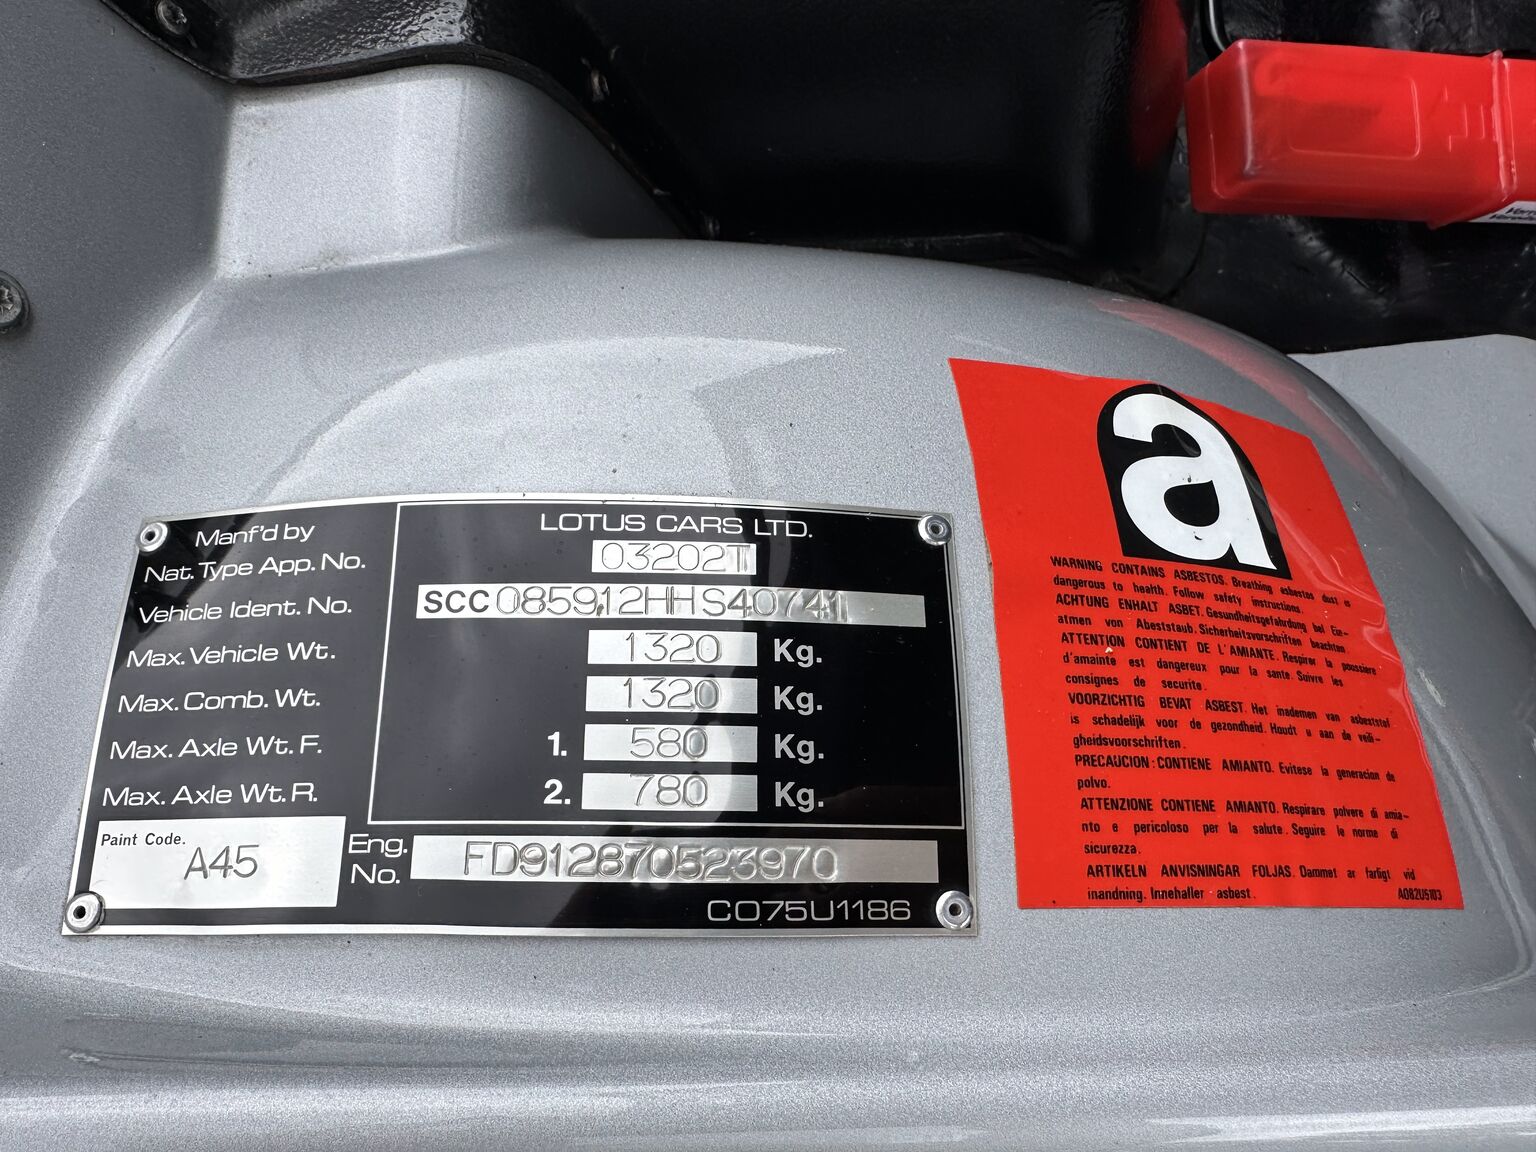 Manf'd by LOTUS CARS LTD.
Nat. Type App. No. 03202T
Vehicle Ident. No. SCC085912HHS40741
Max. Vehicle Wt. 1320 Kg.
Max. Comb. Wt. 1320 Kg.
Max. Axle Wt. F. 1. 580 Kg.
Max. Axle Wt. R. 2. 780 Kg.
Paint Code.
A45
Eng. No. FD912870523970
C075U1186
a
WARNING CONTAINS ASBESTOS. Breathing asbestos dust is
dangerous to health. Follow safety instructions.
ACHTUNG ENHALT ASBET. Gesundheitsgefahrdung bei Ein-
atmen von Abeststaub. Sicherheitsvorschriften beachten
ATTENTION CONTIENT DE L'AMIANTE. Respirer la poussiere
d'amainte est dangereux pour la sante. Suivre les
consignes de securite.
VOORZICHTIG BEVAT ASBEST. Het inademen van asbeststof
is schadelijk voor de gezondheid. Houdt u aan de veili-
gheidsvoorschriften.
PRECAUCION: CONTIENE AMIANTO. Evitese la generacion de
polvo.
ATTENZIONE CONTIENE AMIANTO. Respirare polvere di amia-
nto e pericoloso per la salute. Seguire le norme di
sicurezza.
ARTIKELN ANVISNINGAR FOLJAS. Dammet ar farligt vid
inandning. Innehaller asbest.
A082U5103